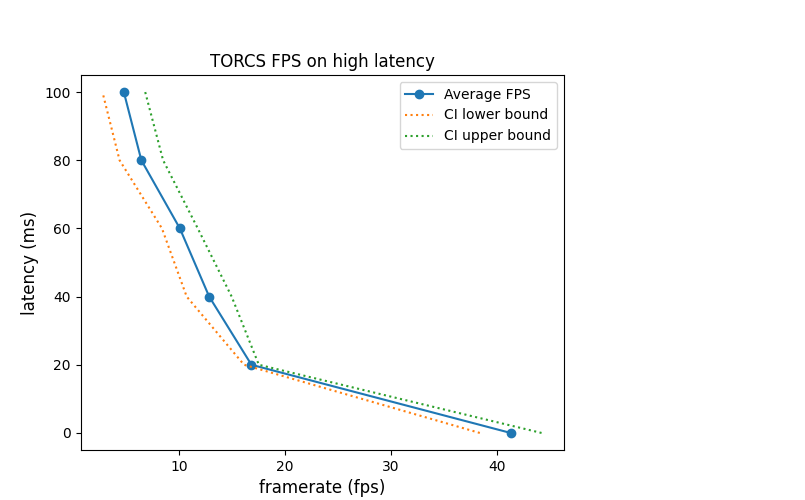 TORCS FPS on high latency
Average FPS
CI lower bound
CI upper bound
100
80
60
40
20
0
latency (ms)
10
20
30
40
framerate (fps)